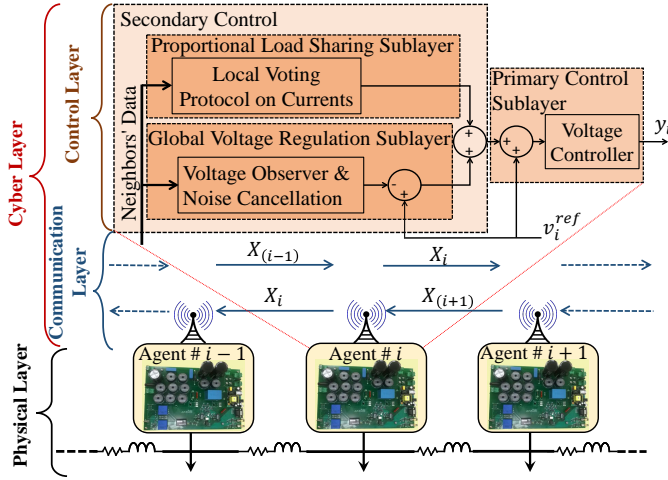 Secondary Control
Proportional Load Sharing Sublayer
Local Voting
Protocol on Currents
Global Voltage Regulation Sublayer
Voltage Observer &
Noise Cancellation
Primary Control
Sublayer
Voltage
Controller
y_i
+
+
+
+
+
-
+
v_i^{ref}
Neighbors' Data
Control Layer
Cyber Layer
Communication
Layer
Physical Layer
X_{(i-1)}
X_i
X_i
X_{(i+1)}
Agent # i − 1
Agent # i
Agent # i + 1